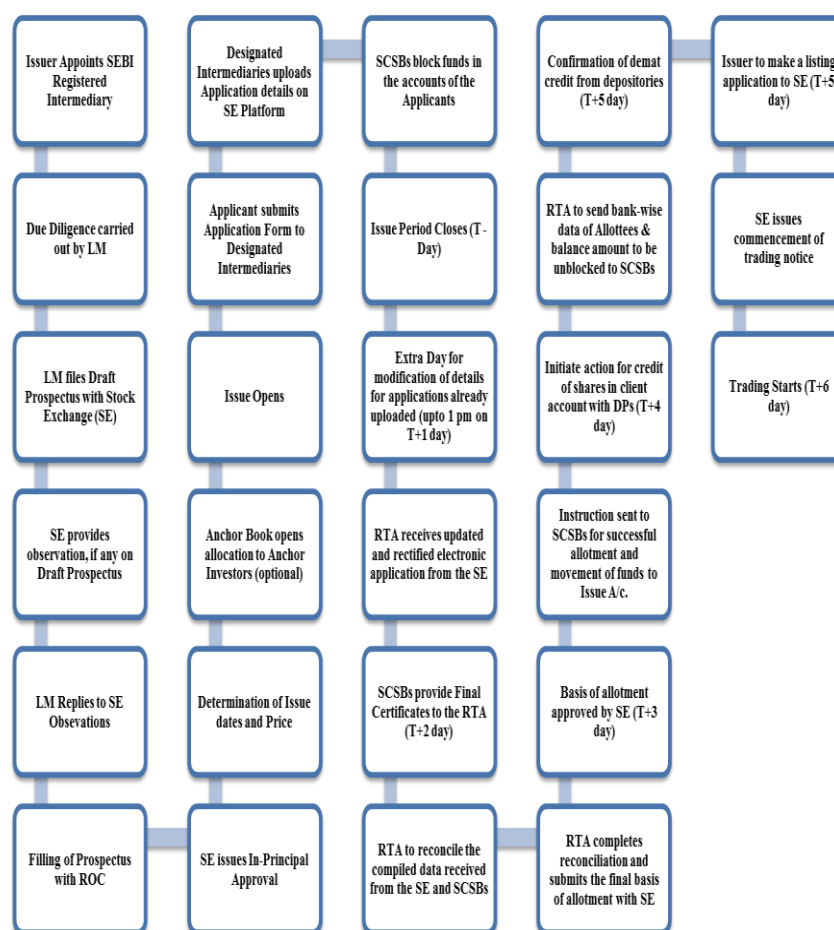 Issuer Appoints SEBI
Registered
Intermediary
Due Diligence carried
out by LM
LM files Draft
Prospectus with Stock
Exchange (SE)
SE provides
observation, if any on
Draft Prospectus
LM Replies to SE
Obsevations
Filling of Prospectus
with ROC
SE issues In-Principal
Approval
Determination of Issue
dates and Price
Anchor Book opens
allocation to Anchor
Investors (optional)
Issue Opens
Applicant submits
Application Form to
Designated
Intermediaries
Designated
Intermediaries uploads
Application details on
SE Platform
SCSBs block funds in
the accounts of the
Applicants
Issue Period Closes (T -
Day)
Extra Day for
modification of details
for applications already
uploaded (upto 1 pm on
T+1 day)
RTA receives updated
and rectified electronic
application from the SE
SCSBs provide Final
Certificates to the RTA
(T+2 day)
RTA to reconcile the
compiled data received
from the SE and SCSBs
RTA completes
reconciliation and
submits the final basis
of allotment with SE
Basis of allotment
approved by SE (T+3
day)
Instruction sent to
SCSBs for successful
allotment and
movement of funds to
Issue A/c.
Initiate action for credit
of shares in client
account with DPs (T+4
day)
RTA to send bank-wise
data of Allottees &
balance amount to be
unblocked to SCSBs
Confirmation of demat
credit from depositories
(T+5 day)
Issuer to make a listing
application to SE (T+5
day)
SE issues
commencement of
trading notice
Trading Starts (T+6
day)